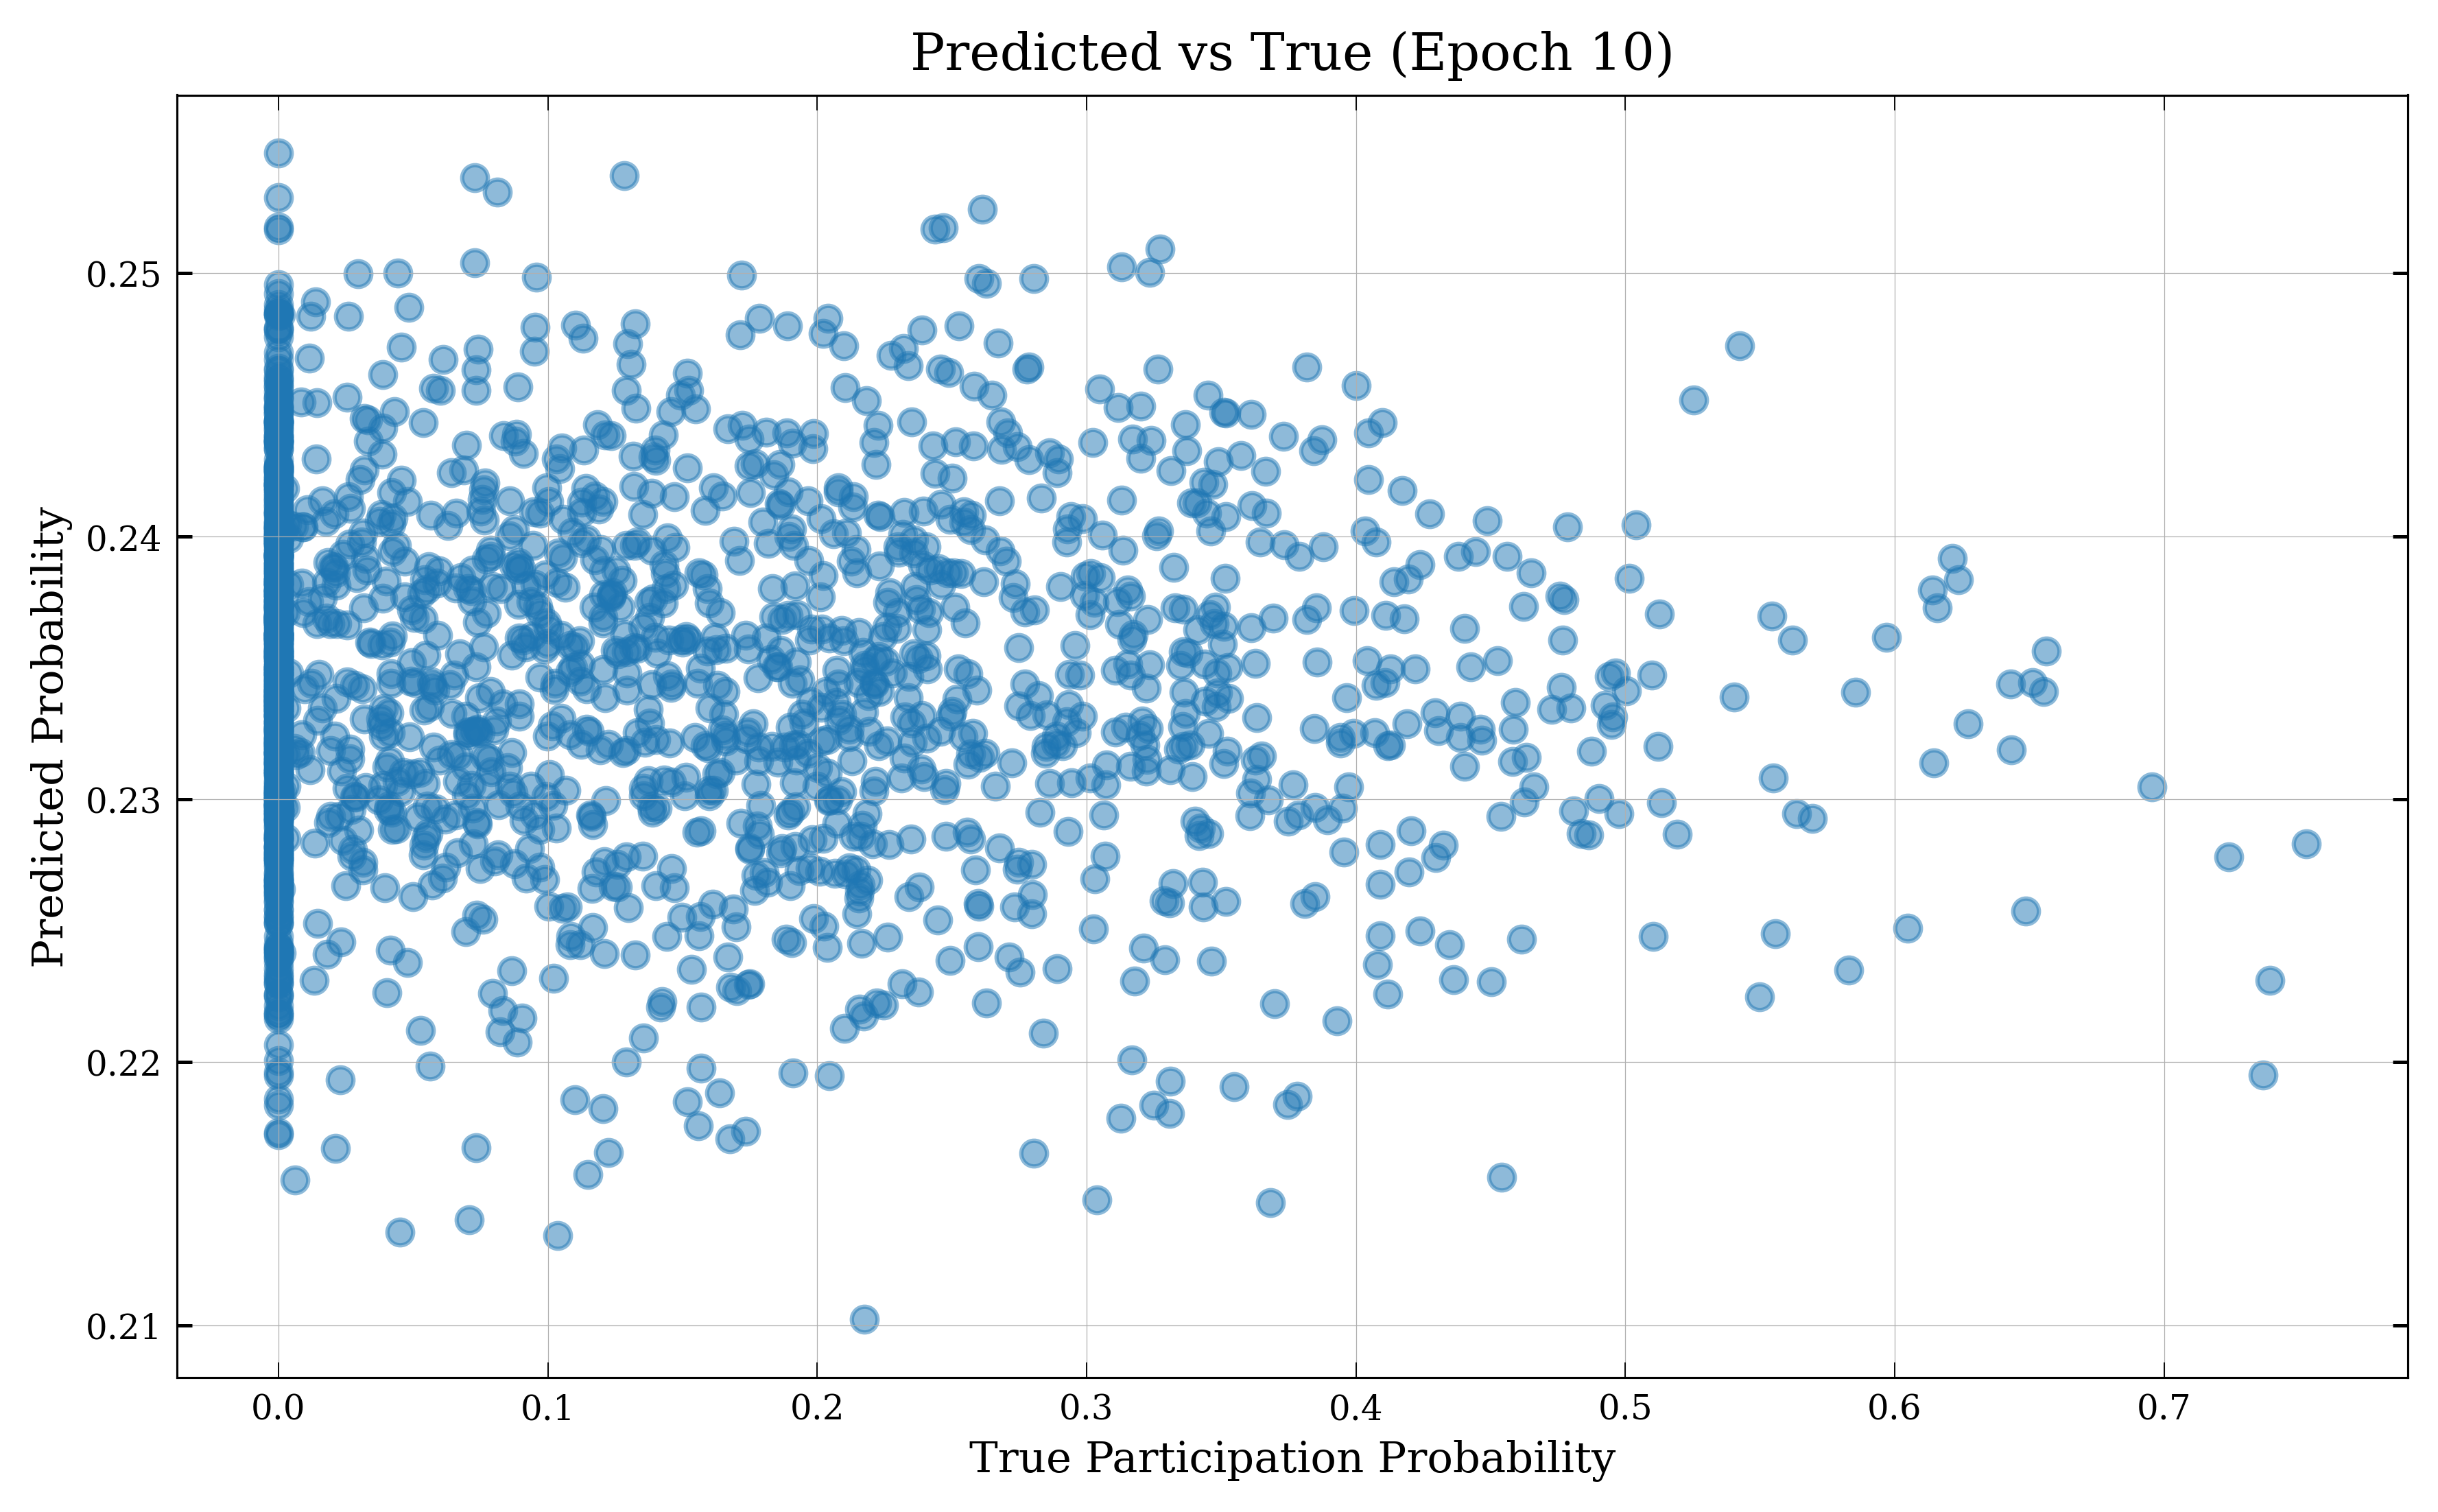 Predicted vs True (Epoch 10)
Predicted Probability
0.25
0.24
0.23
0.22
0.21
0.0 0.1 0.2 0.3 0.4 0.5 0.6 0.7
True Participation Probability